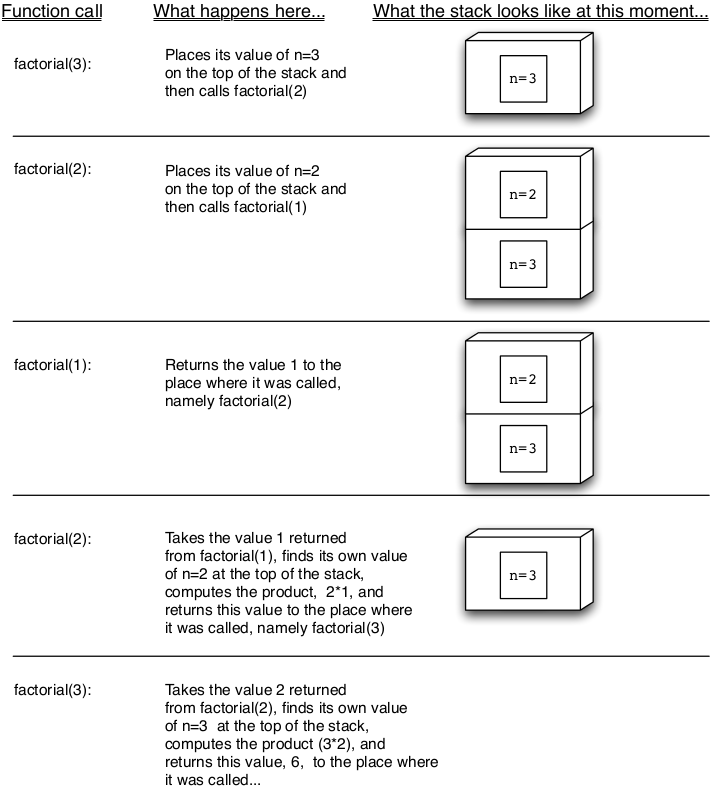 Function call What happens here... What the stack looks like at this moment...
factorial(3):
Places its value of n=3
on the top of the stack and
then calls factorial(2)
n=3
factorial(2):
Places its value of n=2
on the top of the stack and
then calls factorial(1)
n=2
n=3
factorial(1):
Returns the value 1 to the
place where it was called,
namely factorial(2)
n=2
n=3
factorial(2):
Takes the value 1 returned
from factorial(1), finds its own value
of n=2 at the top of the stack,
computes the product, 2*1, and
returns this value to the place where
it was called, namely factorial(3)
n=3
factorial(3):
Takes the value 2 returned
from factorial(2), finds its own value
of n=3 at the top of the stack,
computes the product (3*2), and
returns this value, 6, to the place where
it was called...